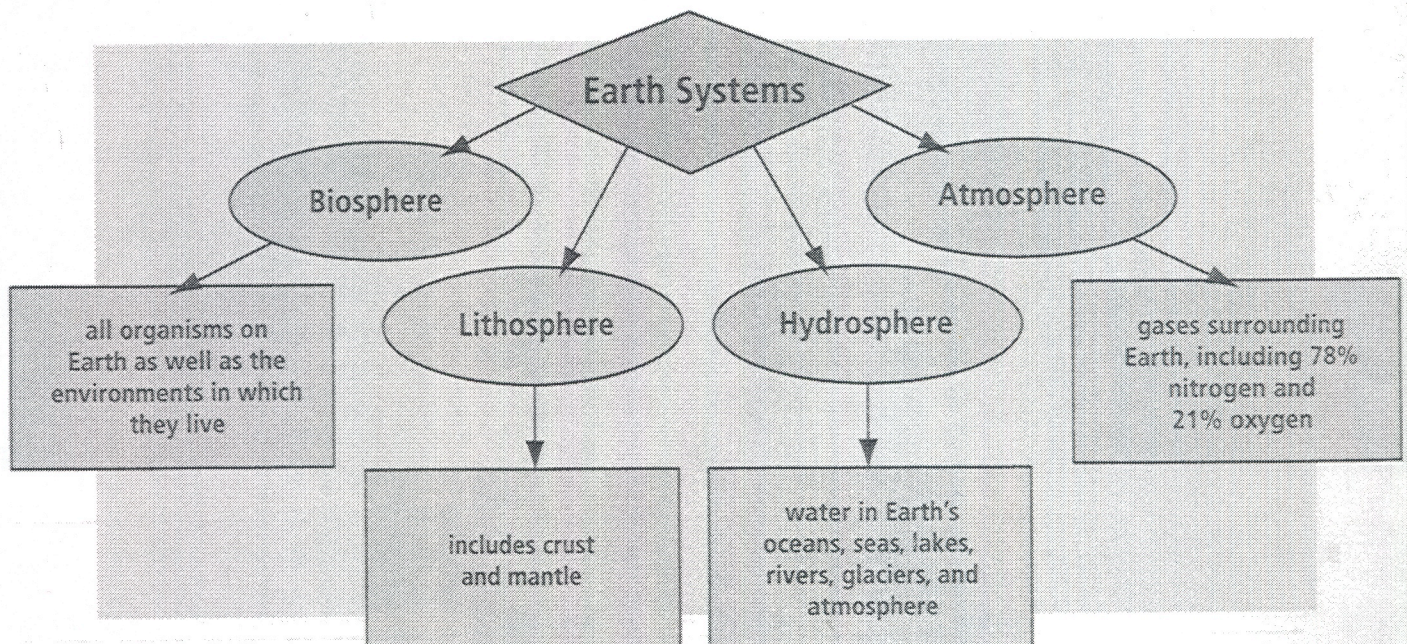 Earth Systems
Biosphere
Atmosphere
Lithosphere
Hydrosphere
all organisms on
Earth as well as the
environments in which
they live
includes crust
and mantle
water in Earth's
oceans, seas, lakes,
rivers, glaciers, and
atmosphere
gases surrounding
Earth, including 78%
nitrogen and
21% oxygen